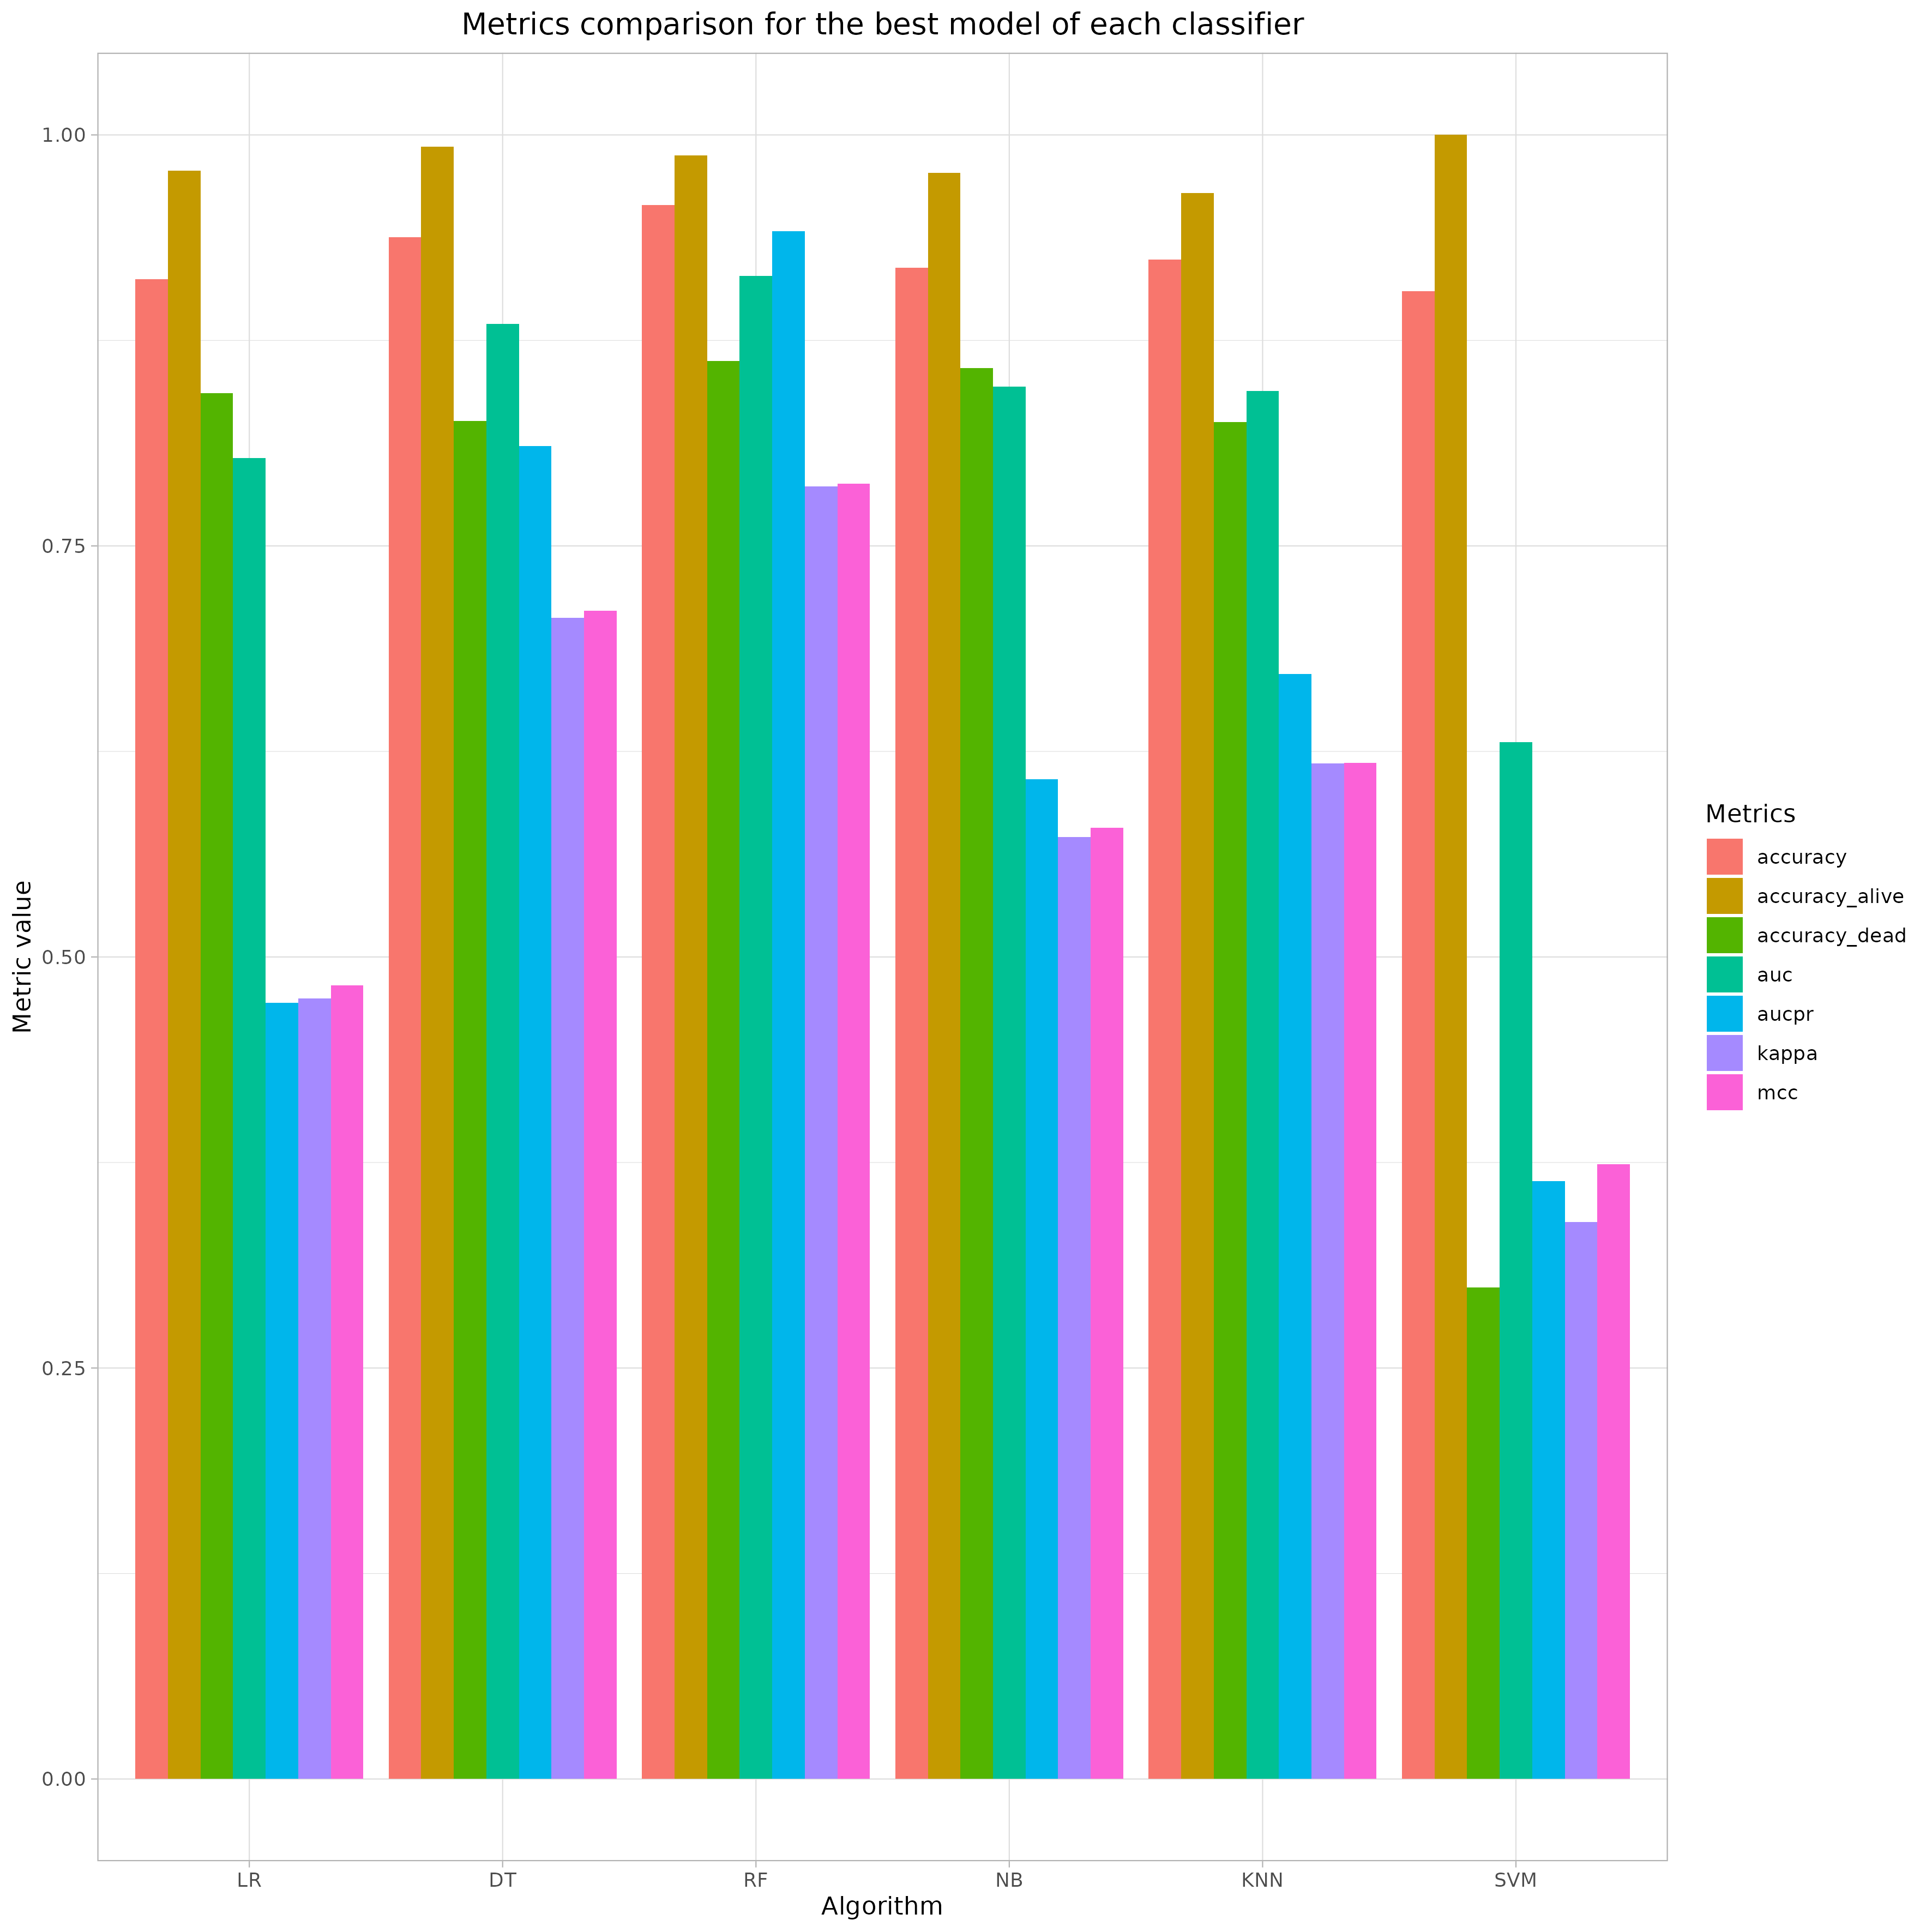 Metrics comparison for the best model of each classifier
1.00
0.75
0.50
0.25
0.00
Metric value
LR DT RF NB KNN SVM
Algorithm
Metrics
accuracy
accuracy_alive
accuracy_dead
auc
aucpr
kappa
mcc